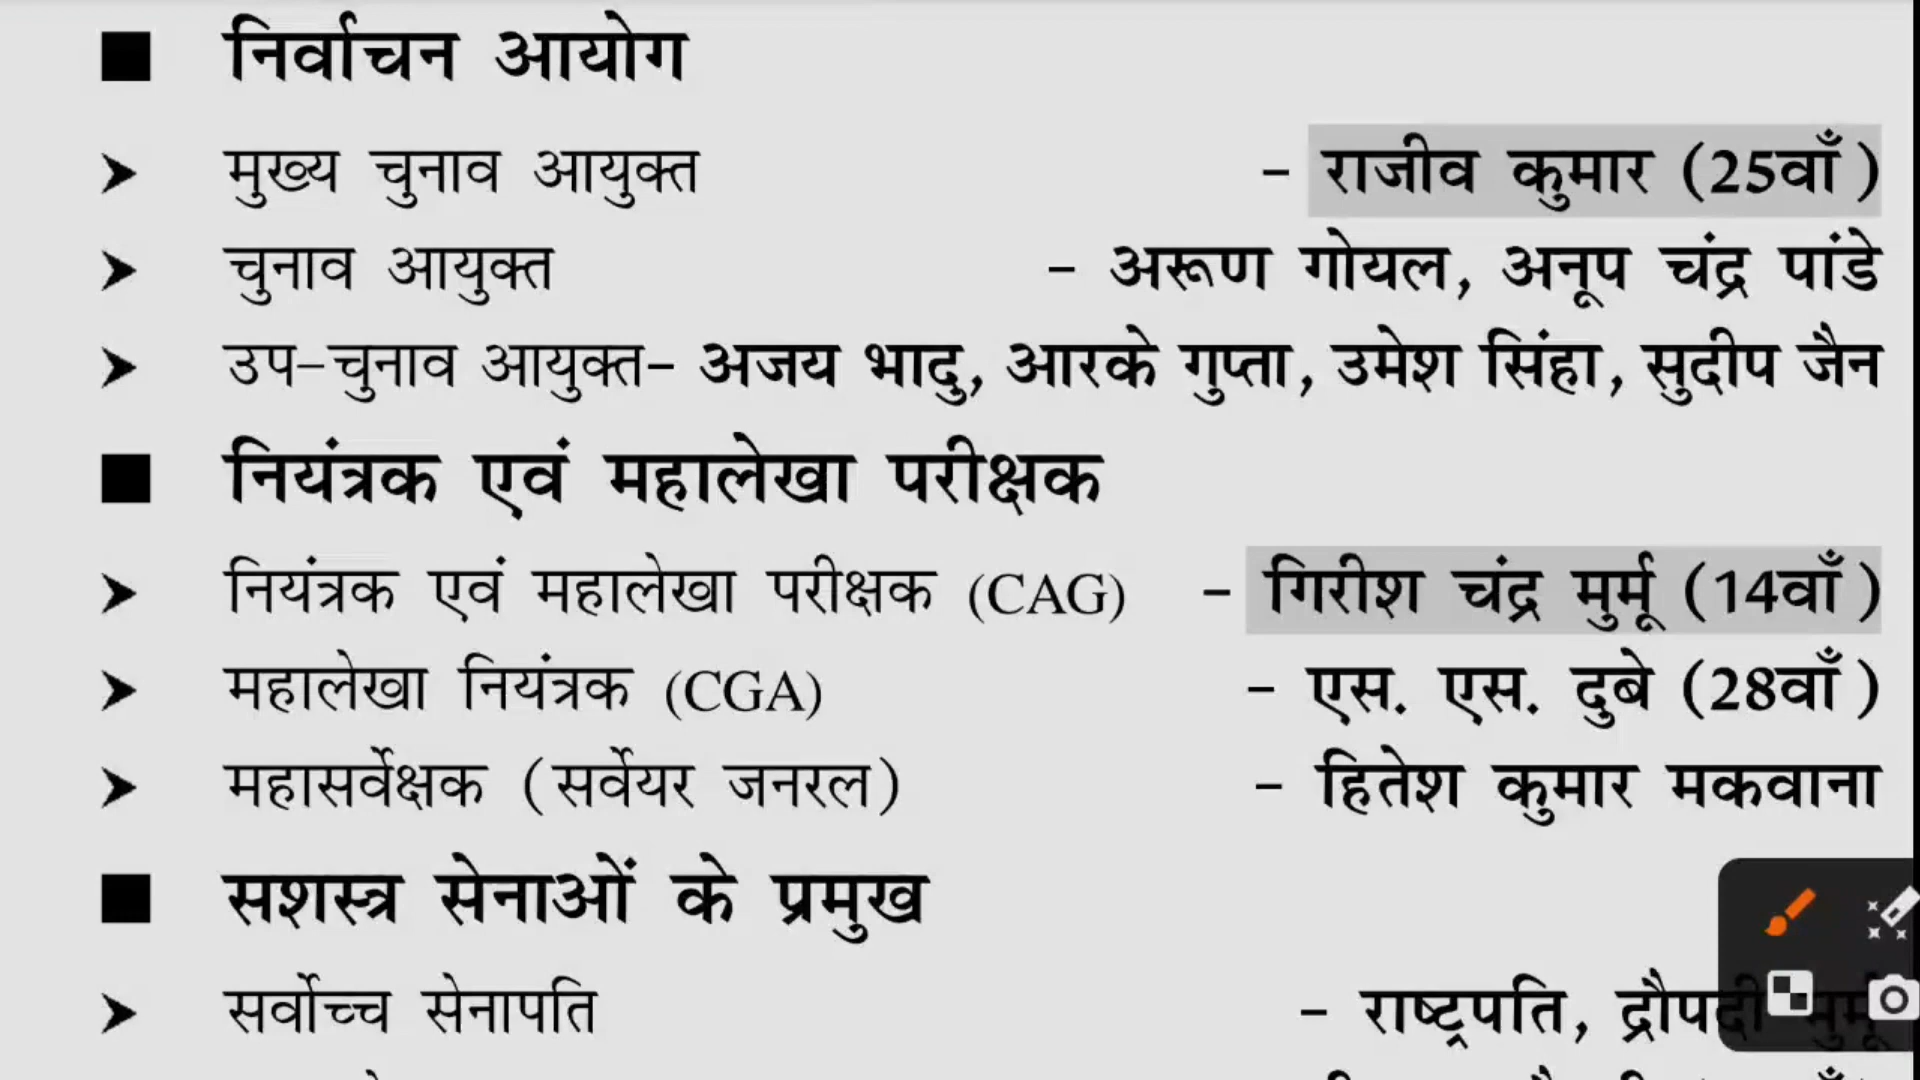 ■ निर्वाचन आयोग
➤ मुख्य चुनाव आयुक्त – राजीव कुमार (25वाँ)
➤ चुनाव आयुक्त – अरूण गोयल, अनूप चंद्र पांडे
➤ उप-चुनाव आयुक्त– अजय भादु, आरके गुप्ता, उमेश सिंहा, सुदीप जैन
■ नियंत्रक एवं महालेखा परीक्षक
➤ नियंत्रक एवं महालेखा परीक्षक (CAG) – गिरीश चंद्र मुर्मू (14वाँ)
➤ महालेखा नियंत्रक (CGA) – एस. एस. दुबे (28वाँ)
➤ महासर्वेक्षक (सर्वेयर जनरल) – हितेश कुमार मकवाना
■ सशस्त्र सेनाओं के प्रमुख
➤ सर्वोच्च सेनापति – राष्ट्रपति, द्रौपदी मुर्मू